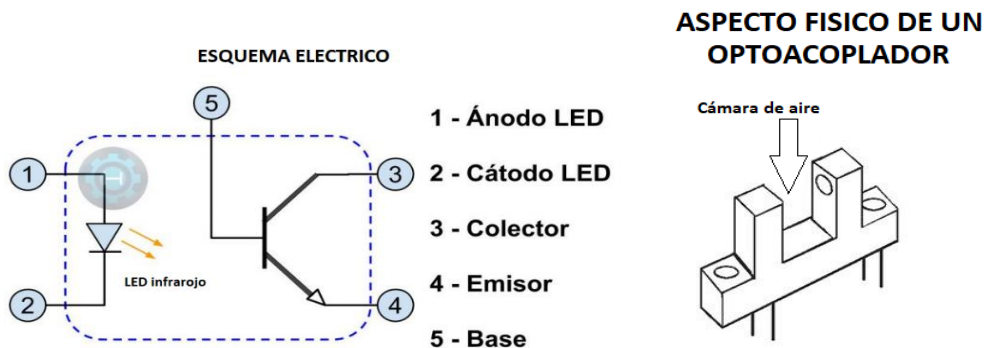 ESQUEMA ELECTRICO
5
1
2
3
4
LED infrarojo
1 - Ánodo LED
2 - Cátodo LED
3 - Colector
4 - Emisor
5 - Base
ASPECTO FISICO DE UN
OPTOACOPLADOR
Cámara de aire